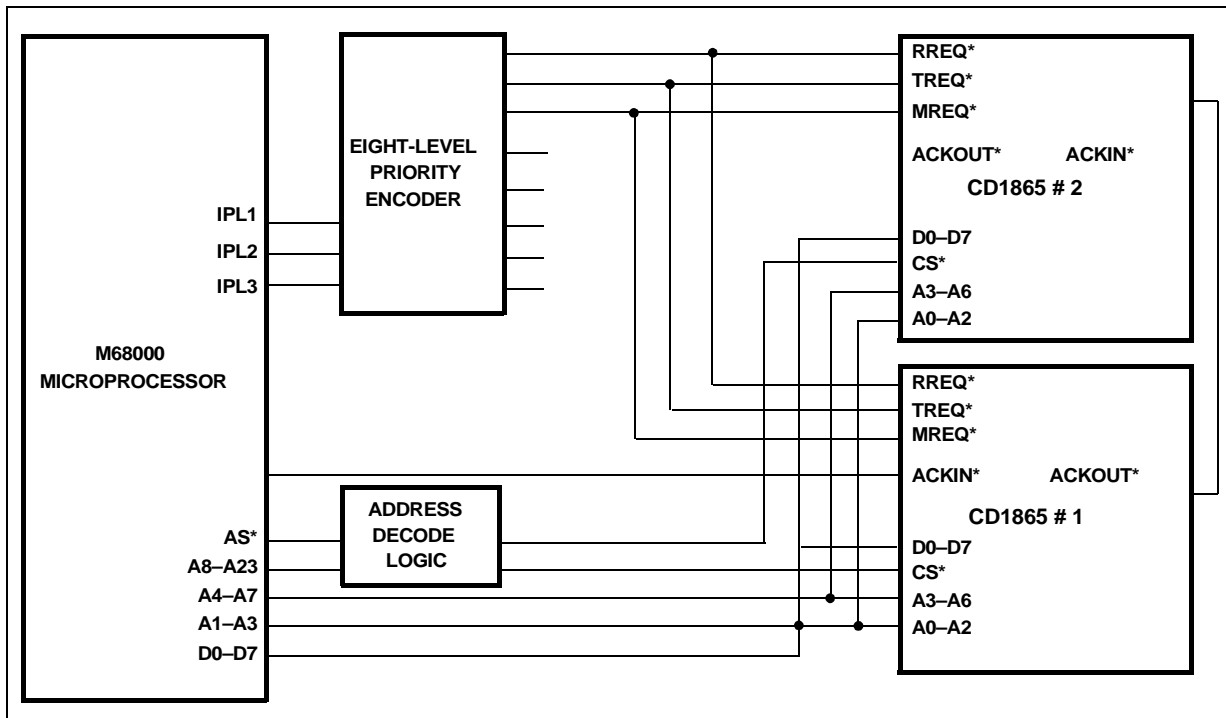 M68000
MICROPROCESSOR
IPL1
IPL2
IPL3
AS*
A8–A23
A4–A7
A1–A3
D0–D7
EIGHT-LEVEL
PRIORITY
ENCODER
ADDRESS
DECODE
LOGIC
RREQ*
TREQ*
MREQ*
ACKOUT* ACKIN*
CD1865 # 2
D0–D7
CS*
A3–A6
A0–A2
RREQ*
TREQ*
MREQ*
ACKIN* ACKOUT*
CD1865 # 1
D0–D7
CS*
A3–A6
A0–A2